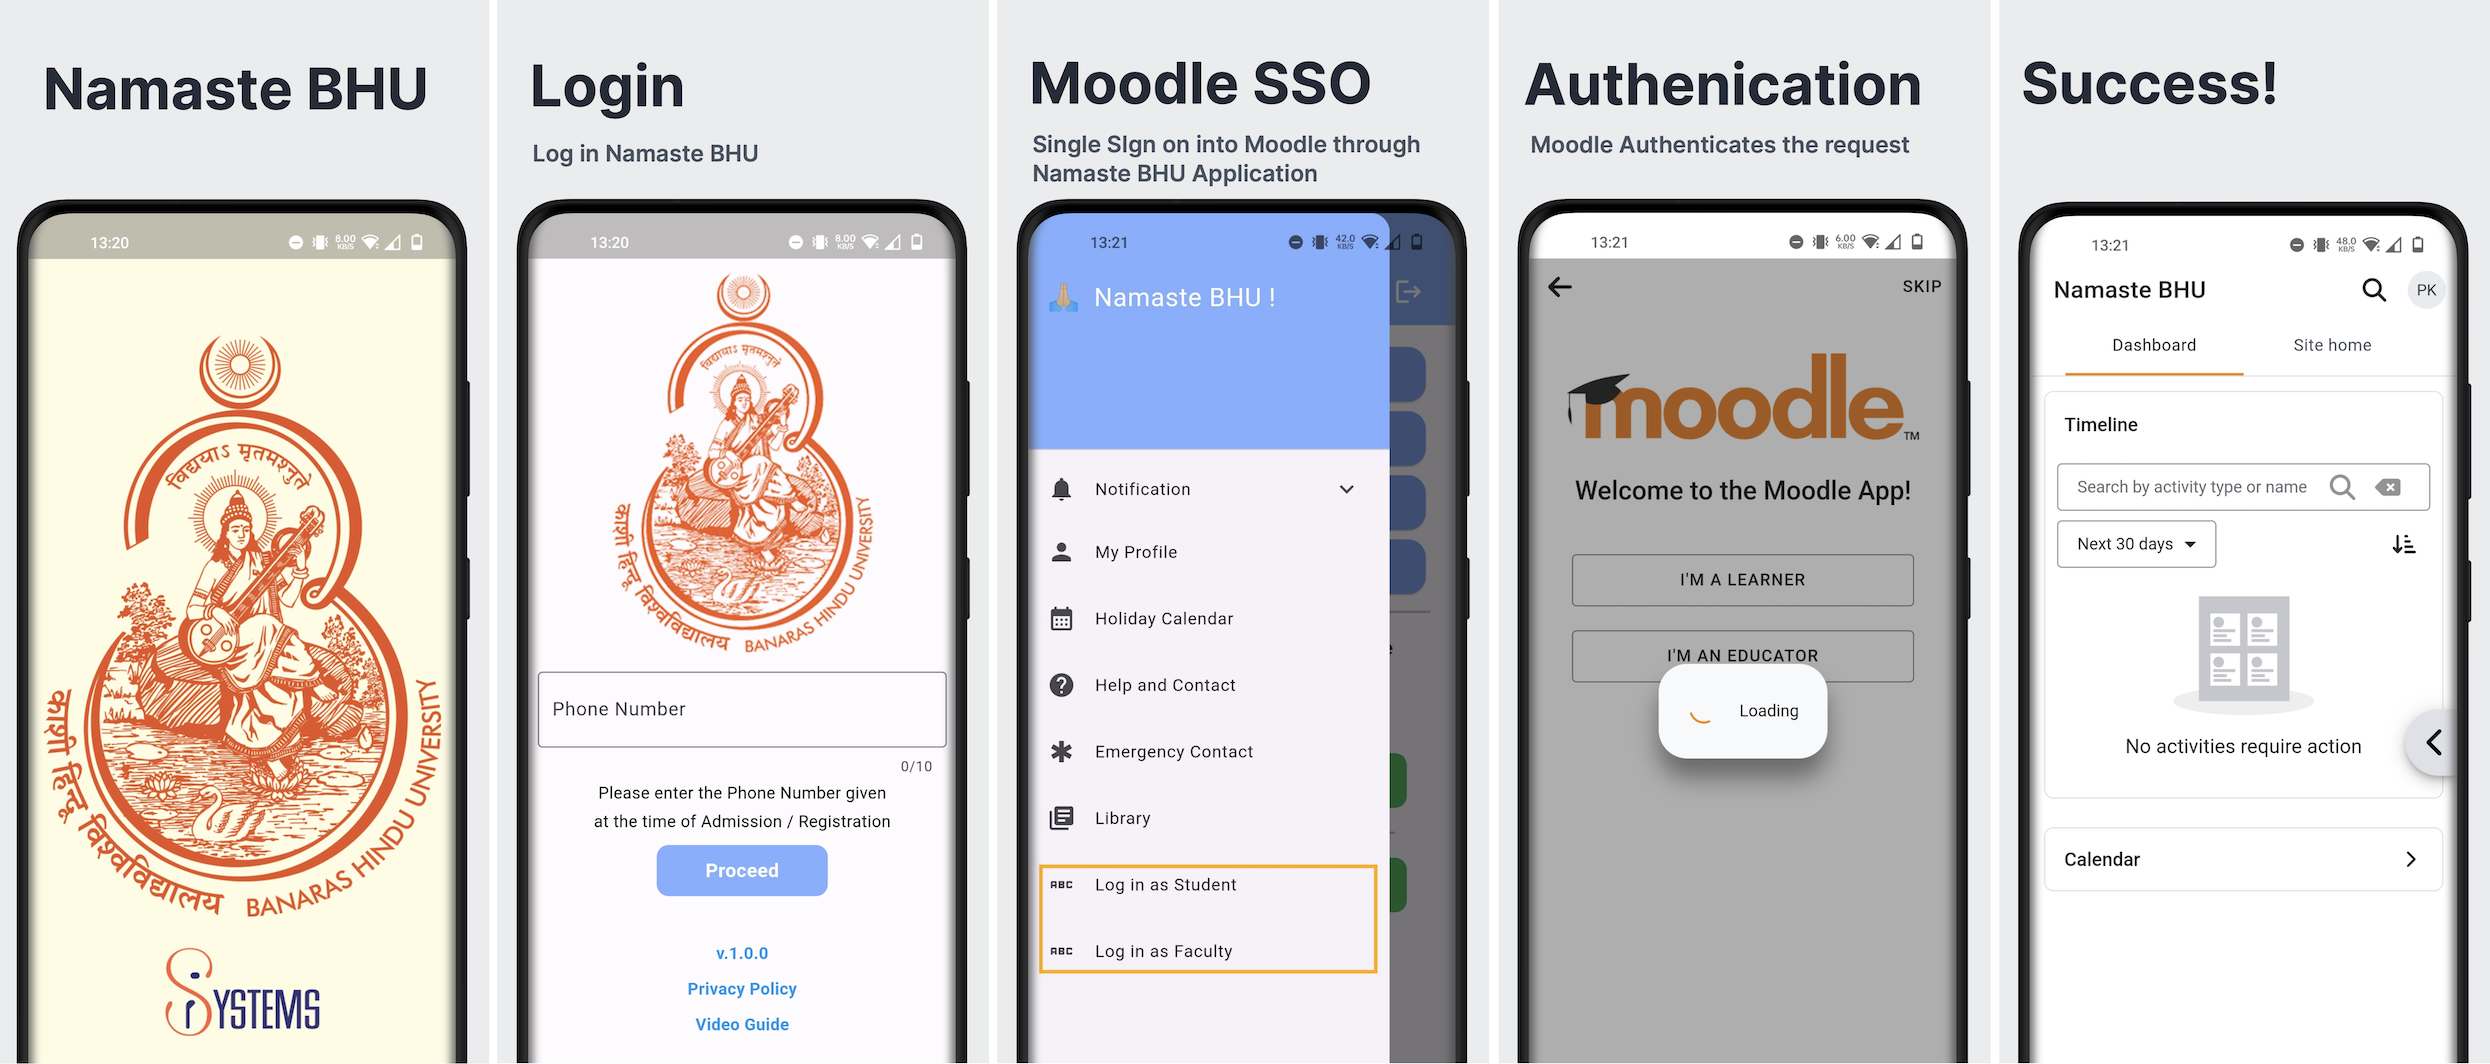 Namaste BHU
13:20
8.00
KB/S
विद्ययाऽ मृतमश्नुते
काशी हिन्दू विश्वविद्यालय BANARAS HINDU UNIVERSITY
SiYSTEMS
Login
Log in Namaste BHU
13:20
8.00
KB/S
विद्ययाऽ मृतमश्नुते
काशी हिन्दू विश्वविद्यालय BANARAS HINDU UNIVERSITY
Phone Number
0/10
Please enter the Phone Number given
at the time of Admission / Registration
Proceed
v.1.0.0
Privacy Policy
Video Guide
Moodle SSO
Single SIgn on into Moodle through
Namaste BHU Application
13:21
42.0
KB/S
Namaste BHU !
Notification
My Profile
Holiday Calendar
Help and Contact
Emergency Contact
Library
ABC Log in as Student
ABC Log in as Faculty
e
Authenication
Moodle Authenticates the request
13:21
6.00
KB/S
SKIP
moodle TM
Welcome to the Moodle App!
I'M A LEARNER
I'M AN EDUCATOR
Loading
Success!
13:21
48.0
KB/S
Namaste BHU
PK
Dashboard Site home
Timeline
Search by activity type or name
Next 30 days
No activities require action
Calendar